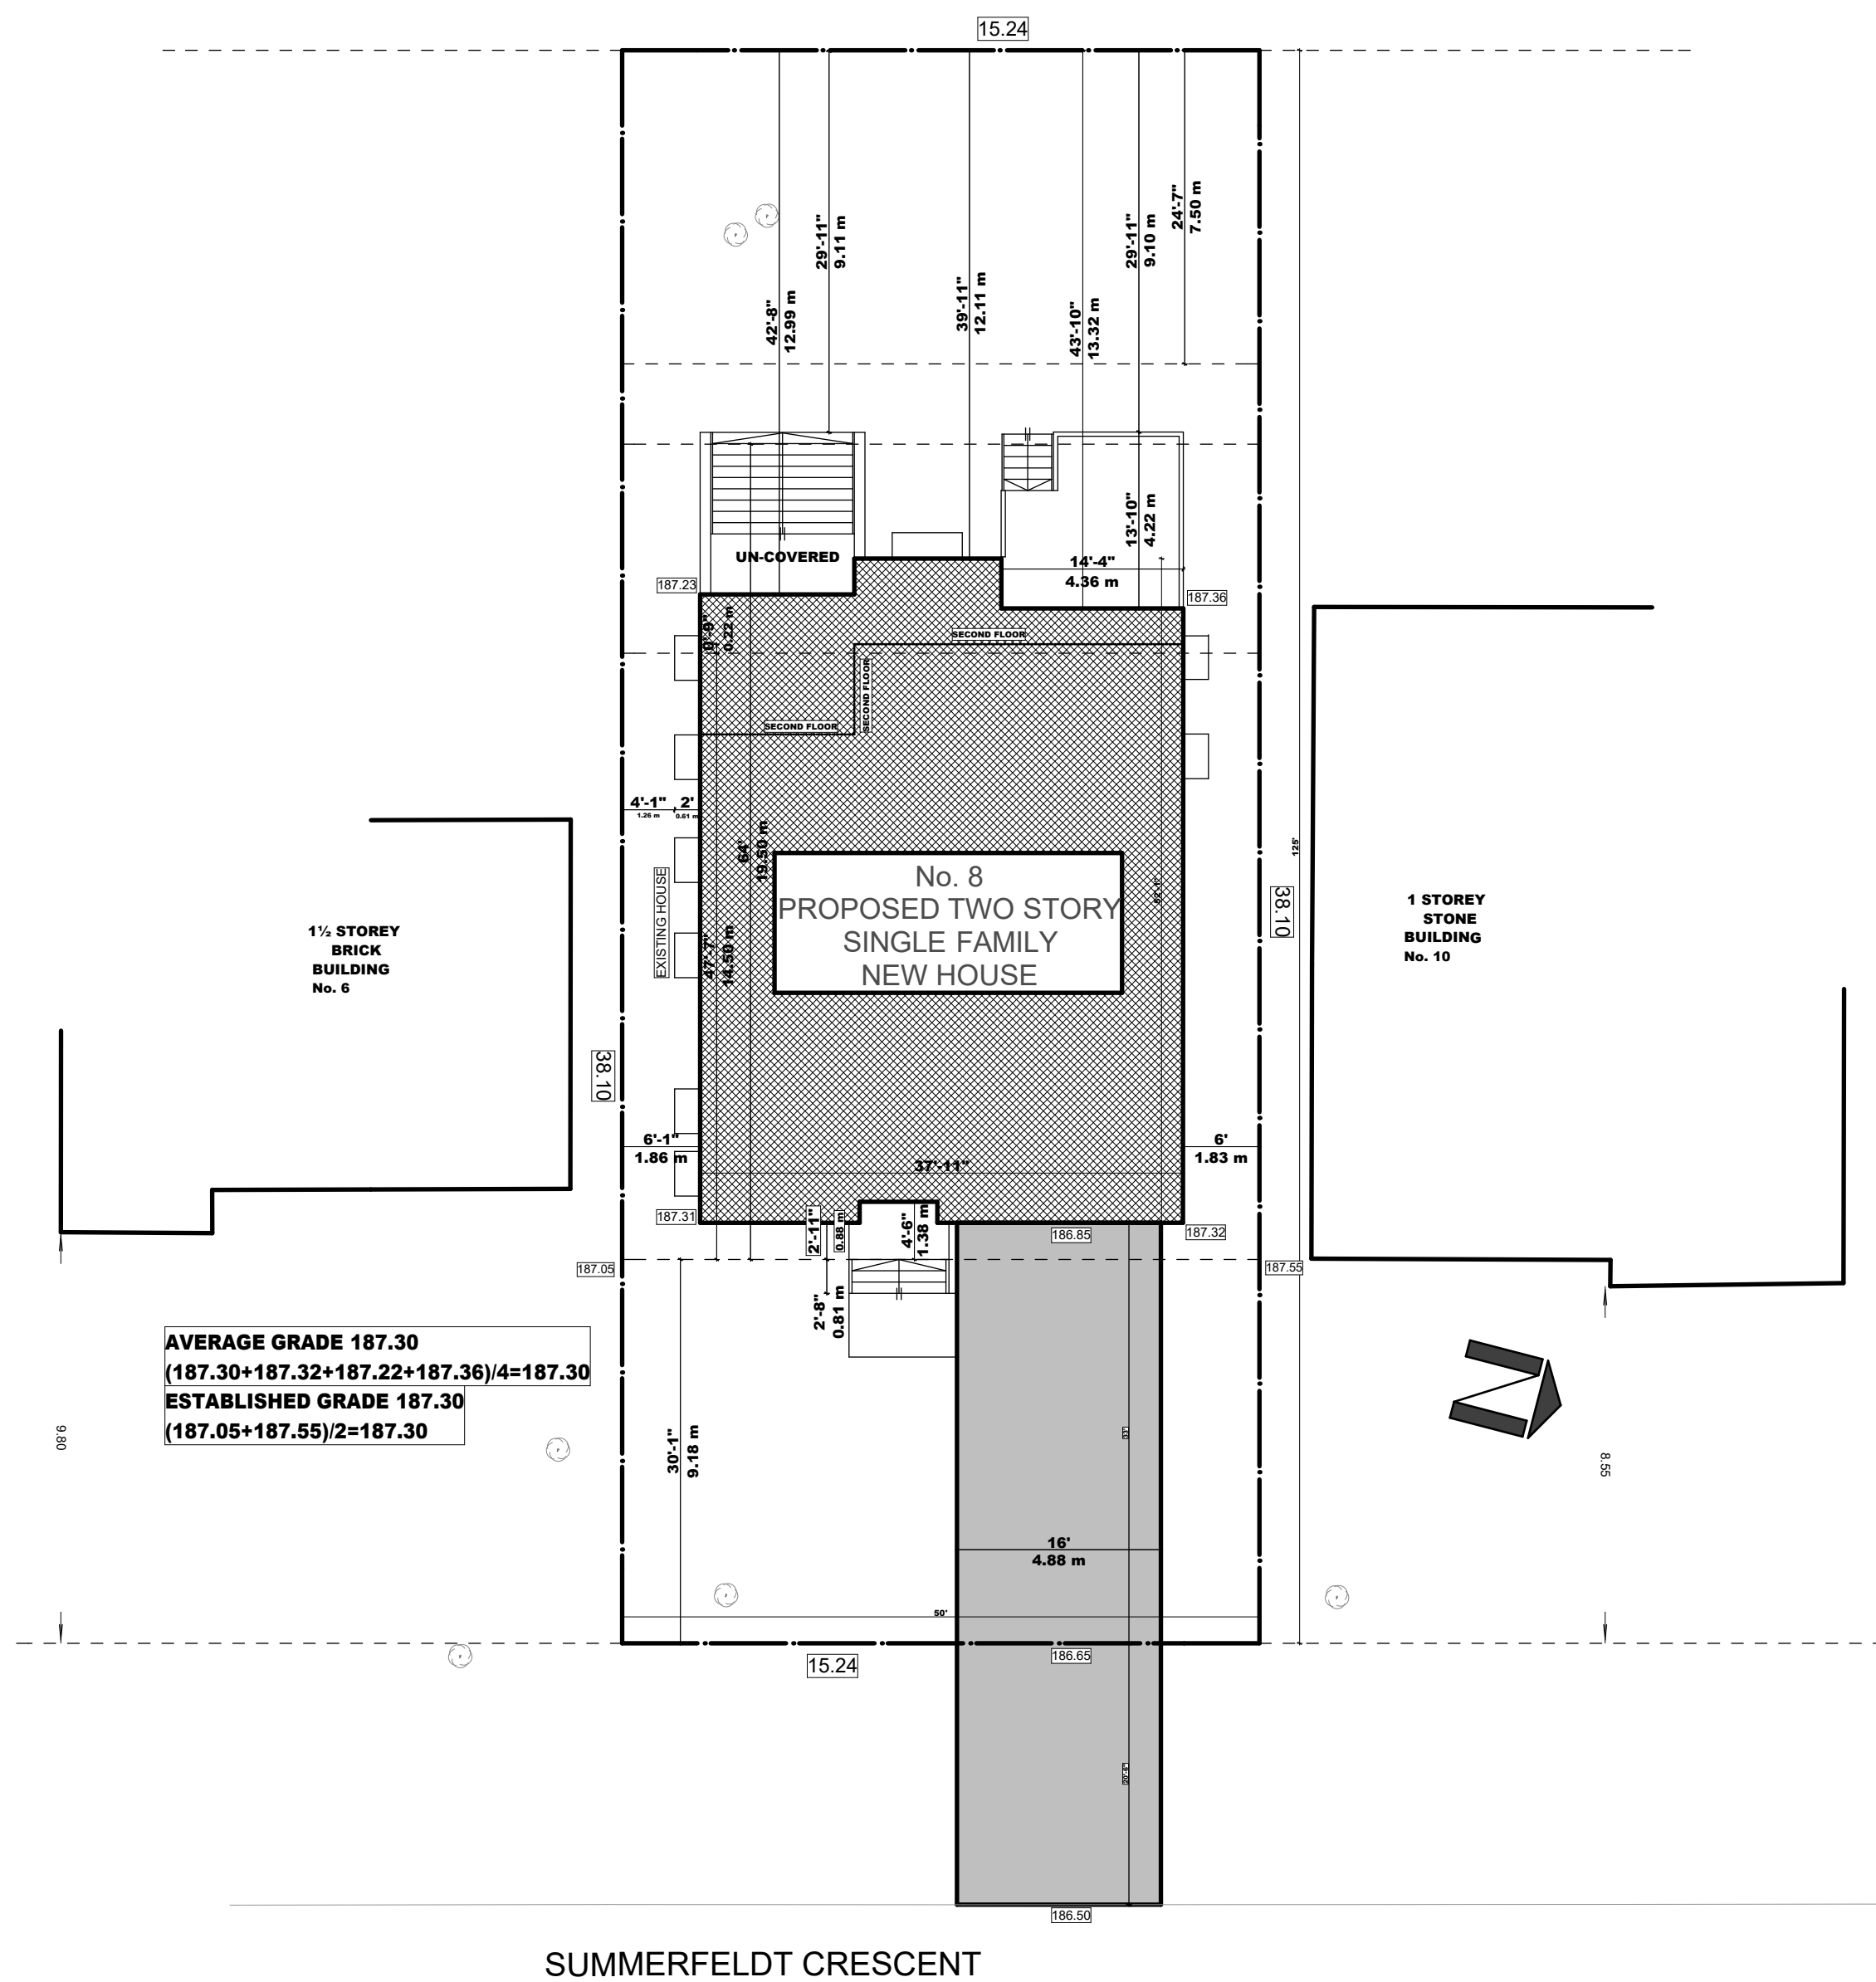 15.24
24'-7"
7.50 m
29'-11"
9.11 m
29'-11"
9.10 m
42'-8"
12.99 m
39'-11"
12.11 m
43'-10"
13.32 m
13'-10"
4.22 m
UN-COVERED
14'-4"
4.36 m
187.23
187.36
0'-9"
0.22 m
SECOND FLOOR
SECOND FLOOR
SECOND FLOOR
4'-1"
2'
1.26 m
0.61 m
64'
19.50 m
125'
EXISTING HOUSE
No. 8
PROPOSED TWO STORY
SINGLE FAMILY
NEW HOUSE
52'-1"
38.10
1½ STOREY
BRICK
BUILDING
No. 6
1 STOREY
STONE
BUILDING
No. 10
47'-7"
14.50 m
38.10
6'-1"
1.86 m
6'
1.83 m
37'-11"
187.31
2'-11"
0.88 m
4'-6"
1.38 m
186.85
187.32
187.05
187.55
2'-8"
0.81 m
AVERAGE GRADE 187.30
(187.30+187.32+187.22+187.36)/4=187.30
ESTABLISHED GRADE 187.30
(187.05+187.55)/2=187.30
9.80
30'-1"
9.18 m
33'
8.55
16'
4.88 m
50'
15.24
186.65
20'-6"
186.50
SUMMERFELDT CRESCENT